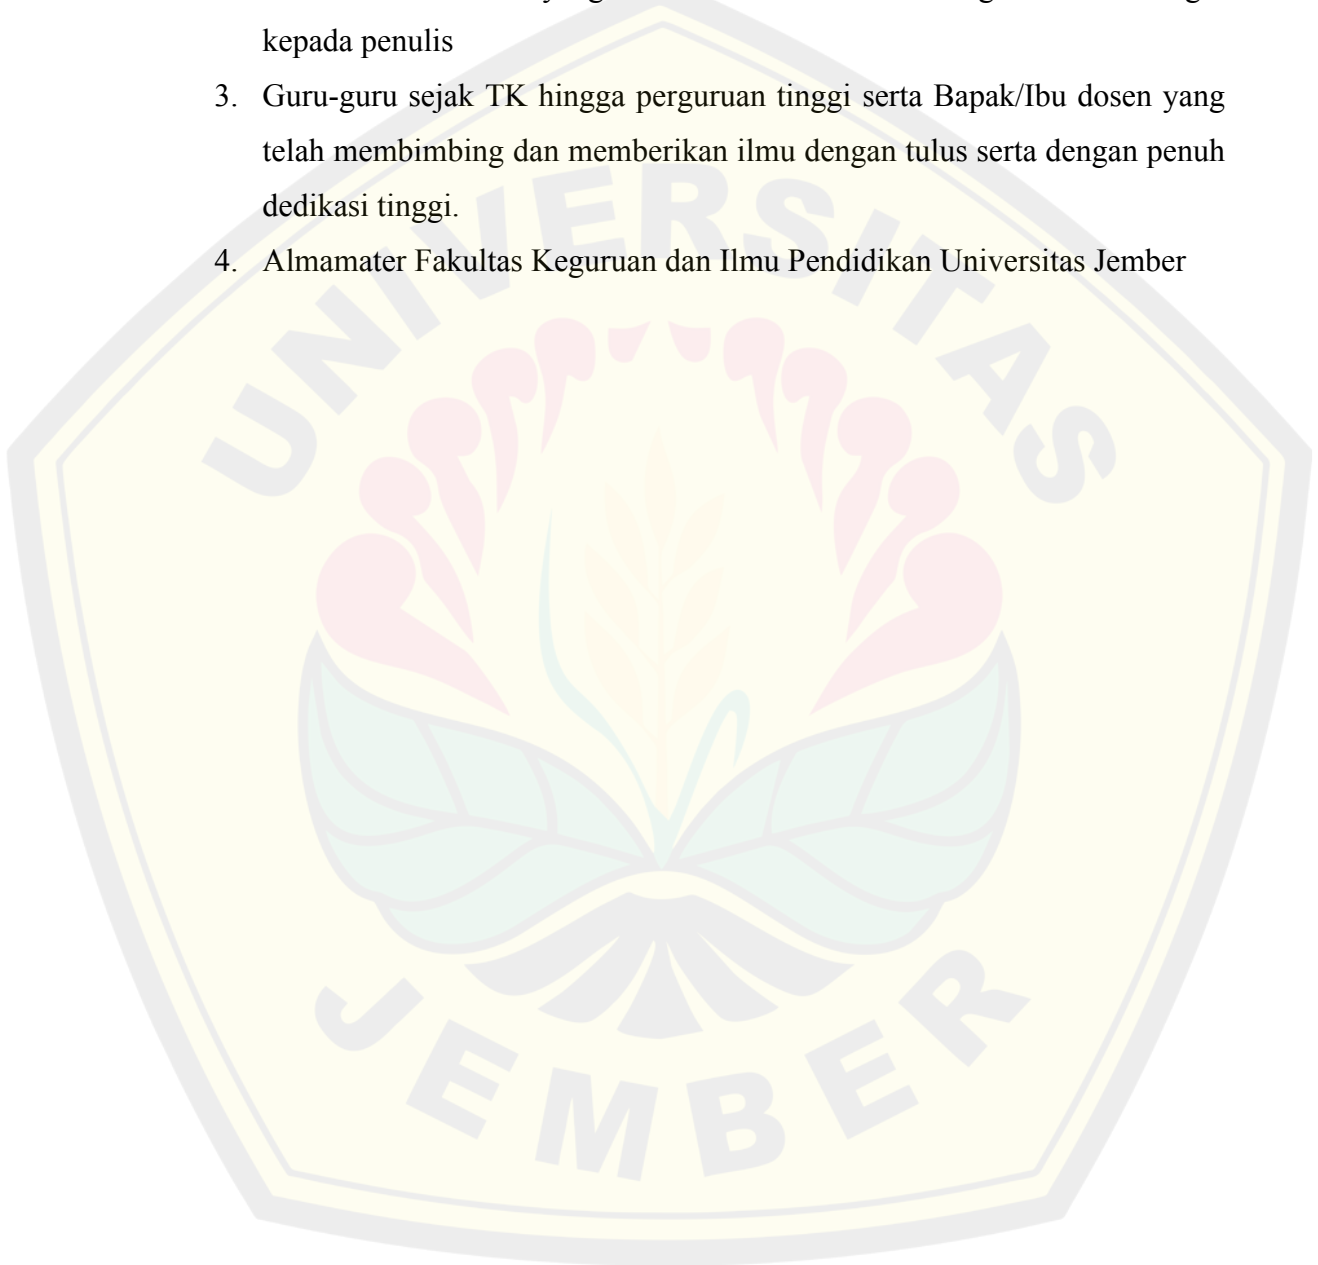 kepada penulis
3. Guru-guru sejak TK hingga perguruan tinggi serta Bapak/Ibu dosen yang
telah membimbing dan memberikan ilmu dengan tulus serta dengan penuh
dedikasi tinggi.
4. Almamater Fakultas Keguruan dan Ilmu Pendidikan Universitas Jember
UNIVERSITAS
JEMBER